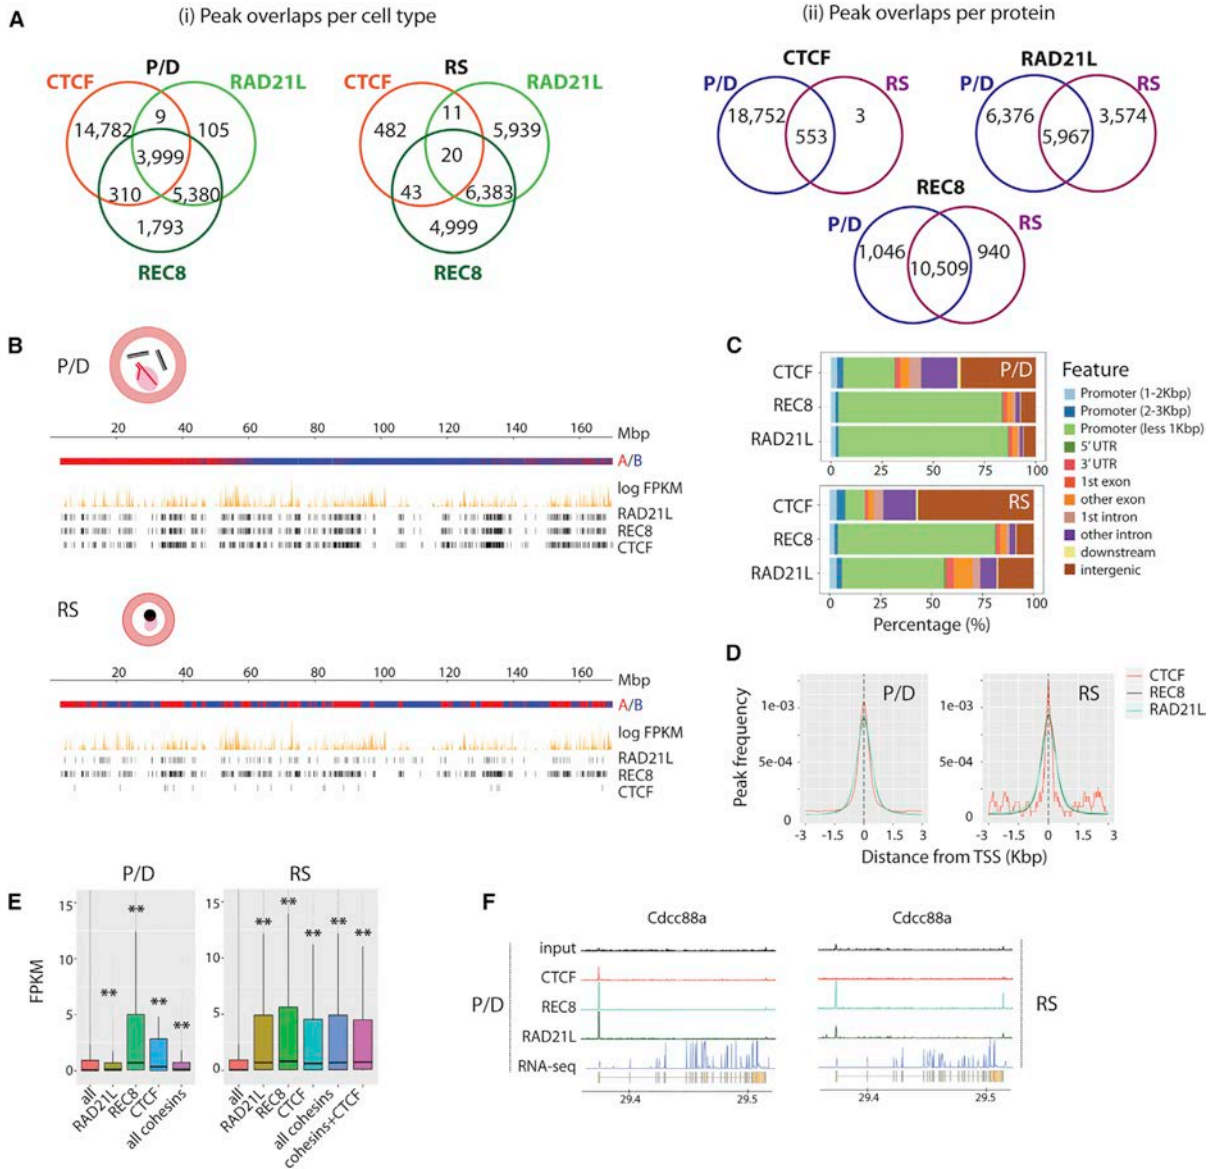 A
(i) Peak overlaps per cell type
(ii) Peak overlaps per protein
P/D
CTCF
RAD21L
14,782
9
105
3,999
310
5,380
1,793
REC8
RS
CTCF
RAD21L
482
11
5,939
20
43
6,383
4,999
REC8
CTCF
P/D
RS
18,752
553
3
RAD21L
P/D
RS
6,376
5,967
3,574
REC8
P/D
RS
1,046
10,509
940
B
P/D
20 40 60 80 100 120 140 160 Mbp
A/B
log FPKM
RAD21L
REC8
CTCF
RS
20 40 60 80 100 120 140 160 Mbp
A/B
log FPKM
RAD21L
REC8
CTCF
C
P/D
CTCF
REC8
RAD21L
0 25 50 75 100
RS
CTCF
REC8
RAD21L
0 25 50 75 100
Percentage (%)
Feature
Promoter (1-2Kbp)
Promoter (2-3Kbp)
Promoter (less 1Kbp)
5' UTR
3' UTR
1st exon
other exon
1st intron
other intron
downstream
intergenic
D
P/D
RS
Peak frequency
1e-03
5e-04
0
-3 -1.5 0 1.5 3
1e-03
5e-04
0
-3 -1.5 0 1.5 3
Distance from TSS (Kbp)
CTCF
REC8
RAD21L
E
P/D
RS
FPKM
15
10
5
0
** ** ** **
all
RAD21L
REC8
CTCF
all cohesins
15
10
5
0
** ** ** ** **
all
RAD21L
REC8
CTCF
all cohesins
cohesins+CTCF
F
Cdcc88a
Cdcc88a
P/D
input
CTCF
REC8
RAD21L
RNA-seq
RS
29.4 29.5
29.4 29.5